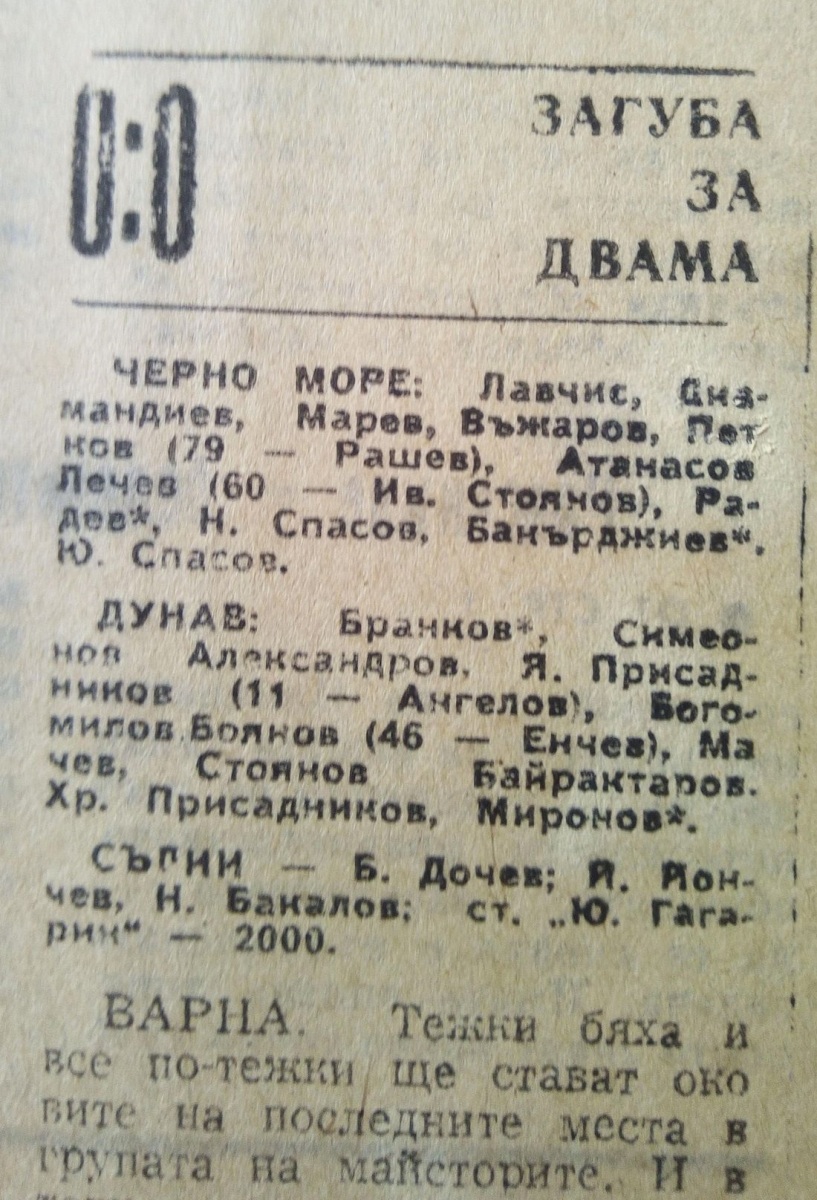 0:0
ЗАГУБА
ЗА
ДВАМА
ЧЕРНО МОРЕ: Лавчис, Диа-
мандиев, Марев, Въжаров, Пет
ков (79 — Рашев), Атанасов
Лечев (60 — Ив. Стоянов), Ра-
дев*, Н. Спасов, Банърджиев*,
Ю. Спасов.
ДУНАВ: Бранков*, Симео-
нов Александров, Я. Присад-
ников (11 — Ангелов), Бого-
милов, Боянов (46 — Енчев), Ма
чев, Стоянов Байрактаров.
Хр. Присадников, Миронов*.
СЪДИИ — Б. Дочев; Й. Йон-
чев, Н. Бакалов; ст. „Ю. Гага-
рин“ — 2000.
ВАРНА. Тежки бяха и
все по-тежки ще стават око
вите на последните места в
групата на майсторите. И в